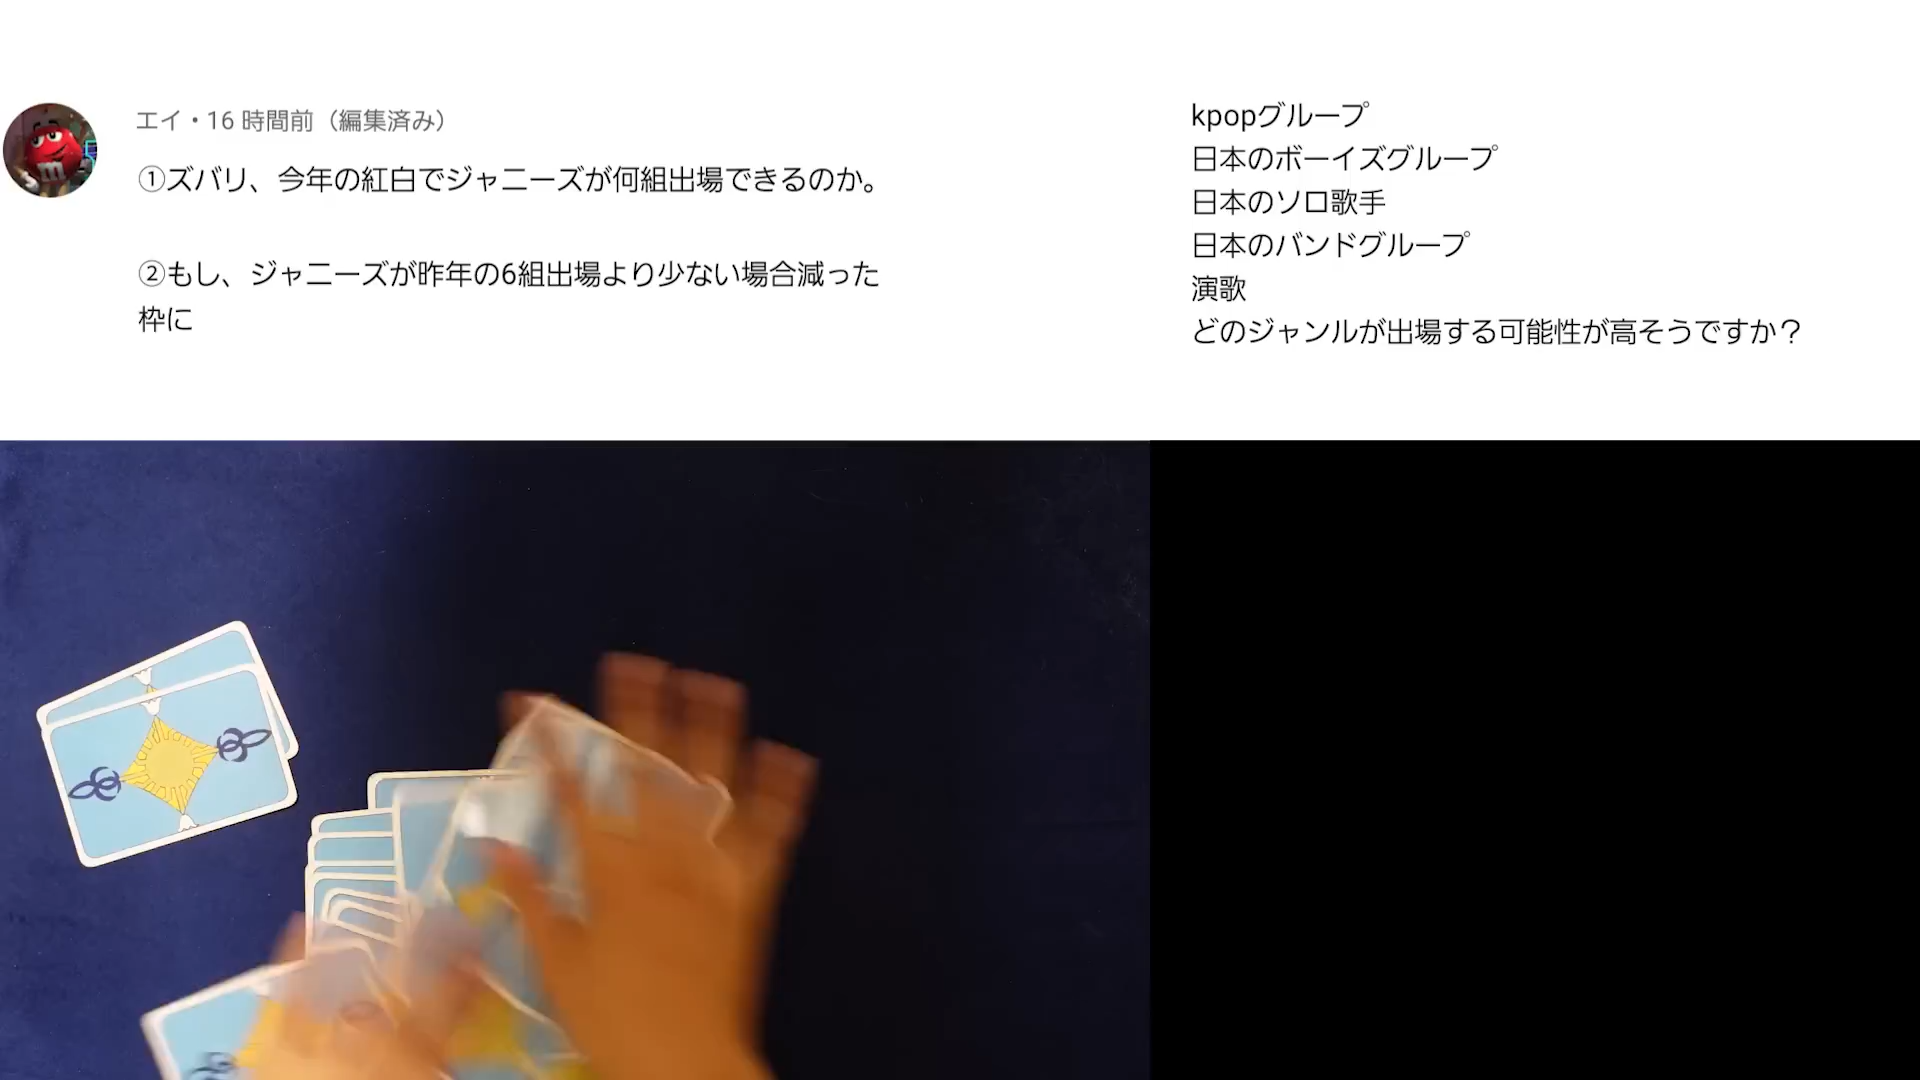 エイ・16 時間前（編集済み）
①ズバリ、今年の紅白でジャニーズが何組出場できるのか。
②もし、ジャニーズが昨年の6組出場より少ない場合減った
枠に
kpopグループ
日本のボーイズグループ
日本のソロ歌手
日本のバンドグループ
演歌
どのジャンルが出場する可能性が高そうですか？